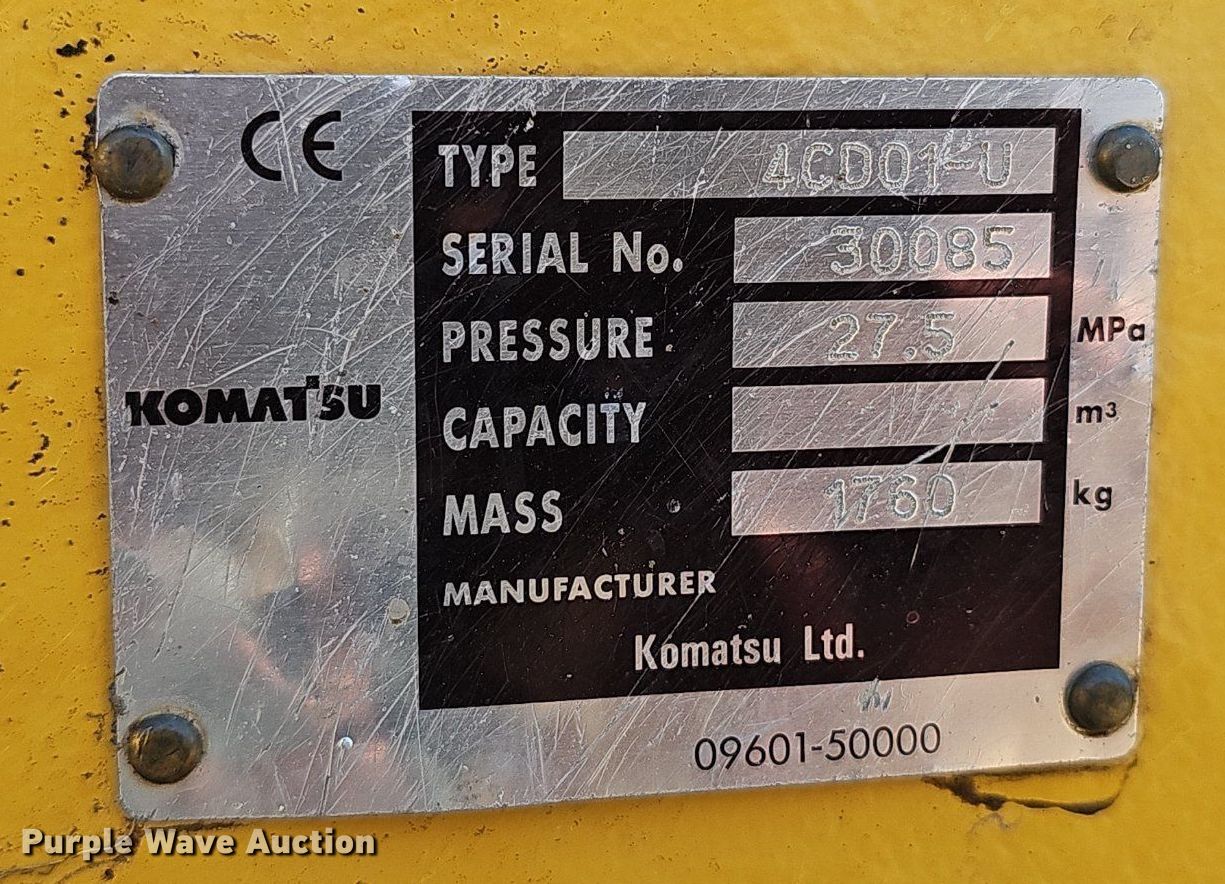 CE
TYPE 4CD01-U
SERIAL No. 30085
PRESSURE 27.5 MPa
KOMATSU
CAPACITY m³
MASS 1760 kg
MANUFACTURER
Komatsu Ltd.
09601-50000
Purple Wave Auction